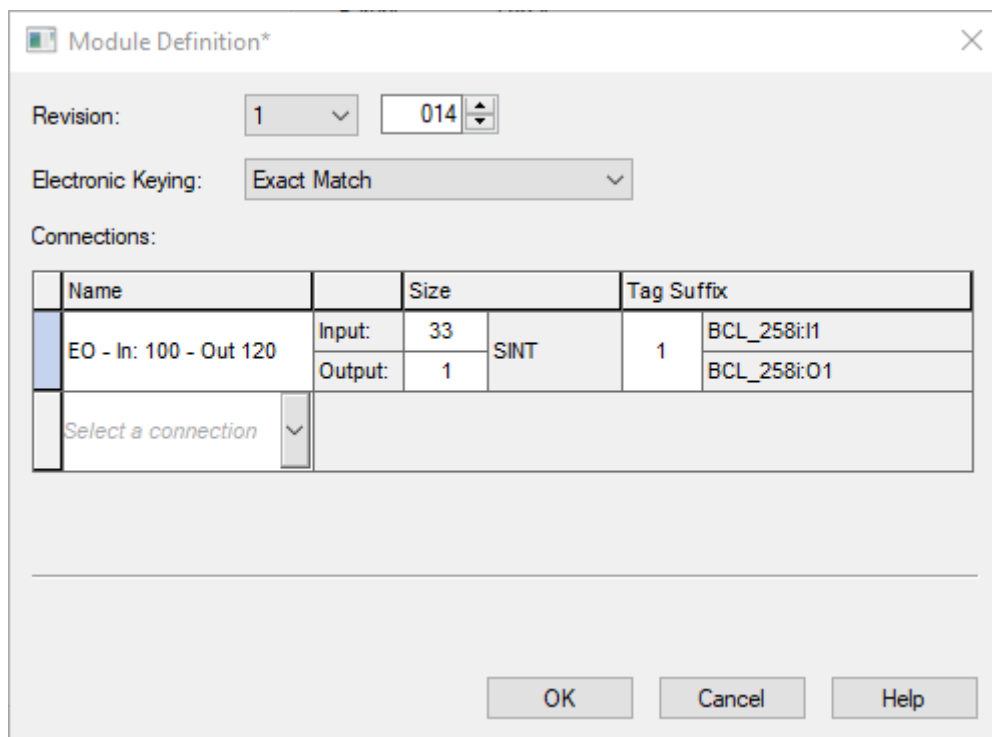 Module Definition*
Revision: 1 014
Electronic Keying: Exact Match
Connections:
Name Size Tag Suffix
EO - In: 100 - Out 120 Input: 33 SINT 1 BCL_258i:I1
Output: 1 BCL_258i:O1
Select a connection
OK Cancel Help